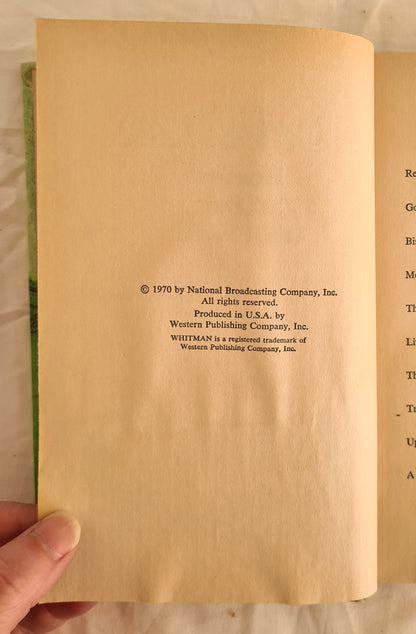 © 1970 by National Broadcasting Company, Inc.
All rights reserved.
Produced in U.S.A. by
Western Publishing Company, Inc.
WHITMAN is a registered trademark of
Western Publishing Company, Inc.
A